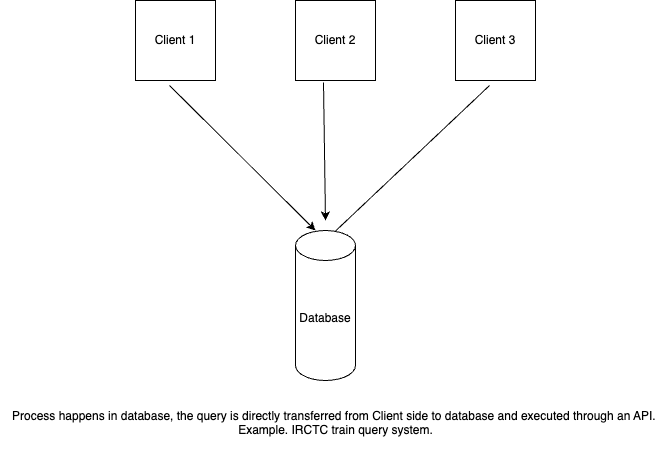 Client 1
Client 2
Client 3
Database
Process happens in database, the query is directly transferred from Client side to database and executed through an API.
Example. IRCTC train query system.